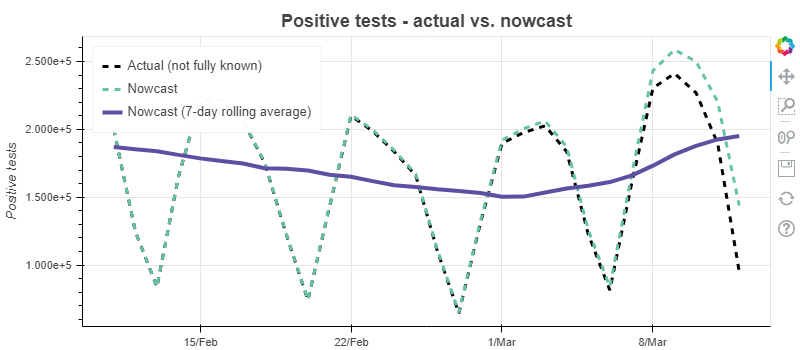 Positive tests - actual vs. nowcast
Actual (not fully known)
Nowcast
Nowcast (7-day rolling average)
Positive tests
2.500e+5
2.000e+5
1.500e+5
1.000e+5
15/Feb
22/Feb
1/Mar
8/Mar